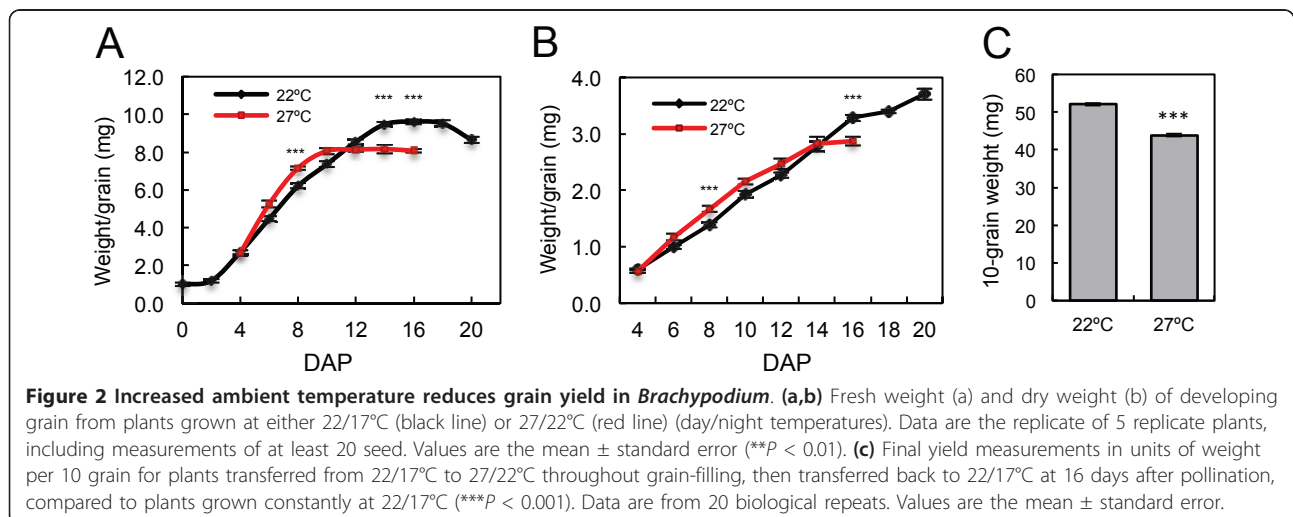 A
12.0
10.0
8.0
6.0
4.0
2.0
0.0
Weight/grain (mg)
22ºC
27ºC
***
*** ***
0 4 8 12 16 20
DAP
B
4.0
3.0
2.0
1.0
0.0
Weight/grain (mg)
22ºC
27ºC
***
***
4 6 8 10 12 14 16 18 20
DAP
C
60
50
40
30
20
10
0
10-grain weight (mg)
***
22ºC 27ºC
Figure 2 Increased ambient temperature reduces grain yield in Brachypodium. (a,b) Fresh weight (a) and dry weight (b) of developing
grain from plants grown at either 22/17°C (black line) or 27/22°C (red line) (day/night temperatures). Data are the replicate of 5 replicate plants,
including measurements of at least 20 seed. Values are the mean ± standard error (**P < 0.01). (c) Final yield measurements in units of weight
per 10 grain for plants transferred from 22/17°C to 27/22°C throughout grain-filling, then transferred back to 22/17°C at 16 days after pollination,
compared to plants grown constantly at 22/17°C (***P < 0.001). Data are from 20 biological repeats. Values are the mean ± standard error.